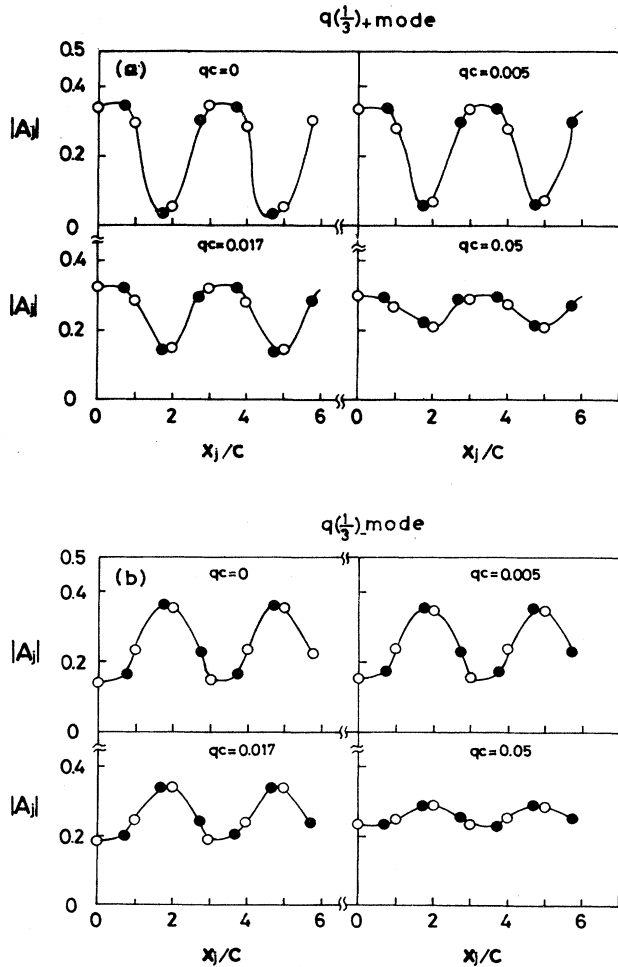 q(1/3)+ mode
(a) qc=0 qc=0.005
0.5
0.4
|Aj|
0.2
0
qc=0.017 qc=0.05
0.4
|Aj|
0.2
0
0 2 4 6 0 2 4 6
Xj/C Xj/C
q(1/3)- mode
(b) qc=0 qc=0.005
0.5
0.4
|Aj|
0.2
0
qc=0.017 qc=0.05
0.4
|Aj|
0.2
0
0 2 4 6 0 2 4 6
Xj/C Xj/C